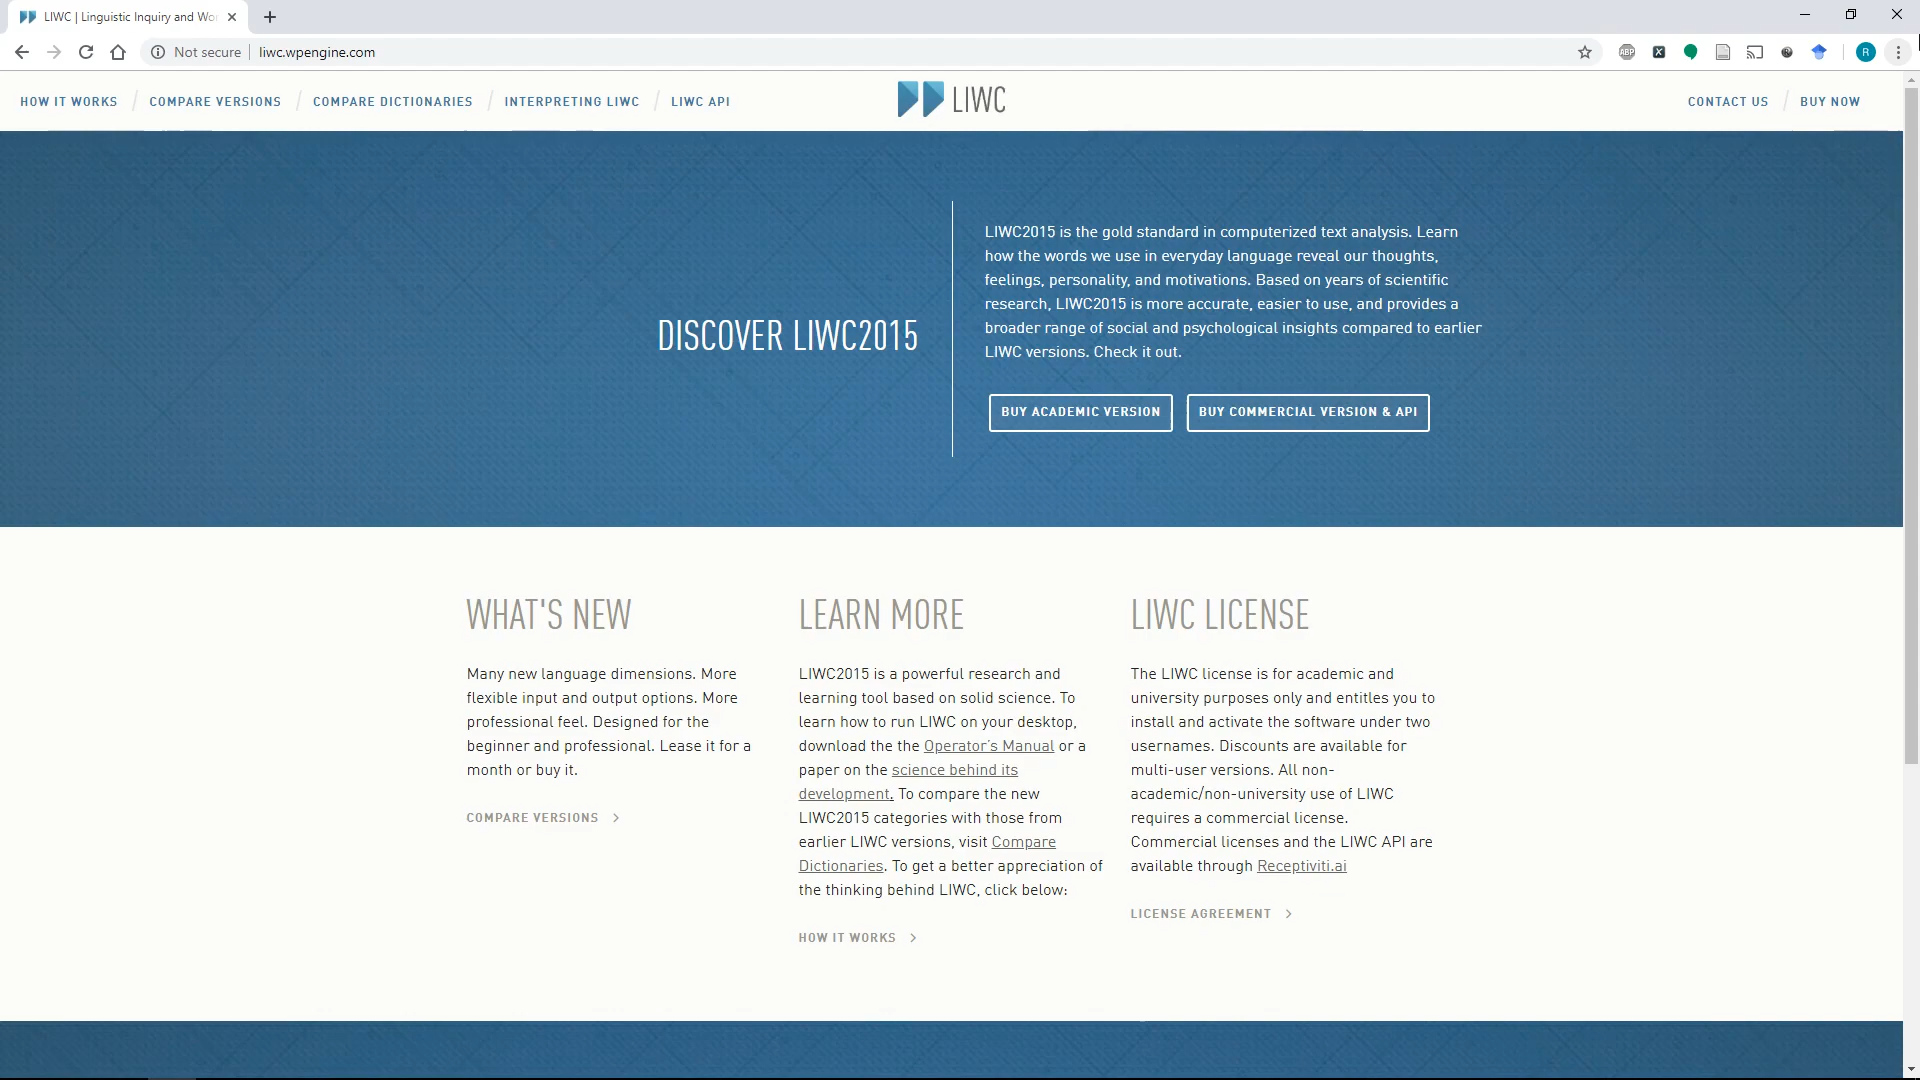 LIWC | Linguistic Inquiry and Wo
Not secure
liwc.wpengine.com
ABP
X
R
HOW IT WORKS / COMPARE VERSIONS / COMPARE DICTIONARIES / INTERPRETING LIWC / LIWC API
LIWC
CONTACT US / BUY NOW
DISCOVER LIWC2015
LIWC2015 is the gold standard in computerized text analysis. Learn
how the words we use in everyday language reveal our thoughts,
feelings, personality, and motivations. Based on years of scientific
research, LIWC2015 is more accurate, easier to use, and provides a
broader range of social and psychological insights compared to earlier
LIWC versions. Check it out.
BUY ACADEMIC VERSION
BUY COMMERCIAL VERSION & API
WHAT'S NEW
Many new language dimensions. More
flexible input and output options. More
professional feel. Designed for the
beginner and professional. Lease it for a
month or buy it.
COMPARE VERSIONS >
LEARN MORE
LIWC2015 is a powerful research and
learning tool based on solid science. To
learn how to run LIWC on your desktop,
download the the Operator's Manual or a
paper on the science behind its
development. To compare the new
LIWC2015 categories with those from
earlier LIWC versions, visit Compare
Dictionaries. To get a better appreciation of
the thinking behind LIWC, click below:
HOW IT WORKS >
LIWC LICENSE
The LIWC license is for academic and
university purposes only and entitles you to
install and activate the software under two
usernames. Discounts are available for
multi-user versions. All non-
academic/non-university use of LIWC
requires a commercial license.
Commercial licenses and the LIWC API are
available through Receptiviti.ai
LICENSE AGREEMENT >